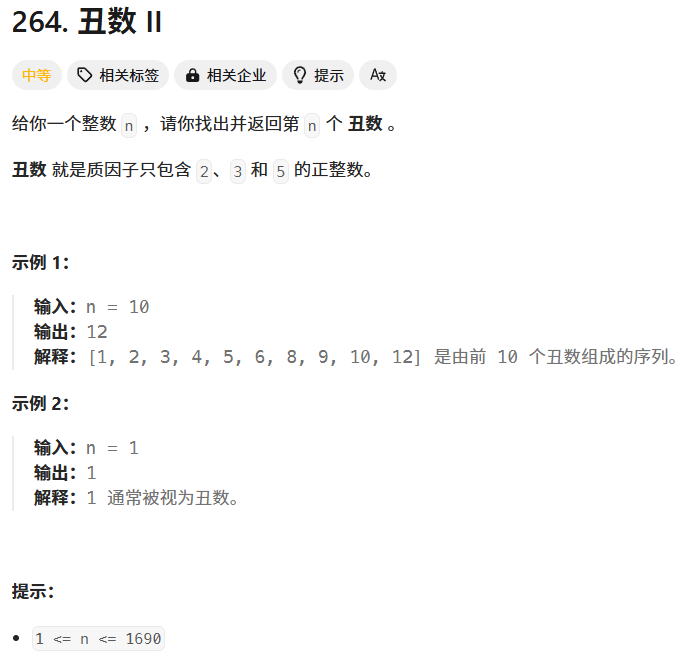 264. 丑数 II
中等 相关标签 相关企业 提示 Aあ
给你一个整数 n ，请你找出并返回第 n 个 丑数 。
丑数 就是质因子只包含 2、3 和 5 的正整数。
示例 1：
输入：n = 10
输出：12
解释：[1, 2, 3, 4, 5, 6, 8, 9, 10, 12] 是由前 10 个丑数组成的序列。
示例 2：
输入：n = 1
输出：1
解释：1 通常被视为丑数。
提示：
• 1 <= n <= 1690